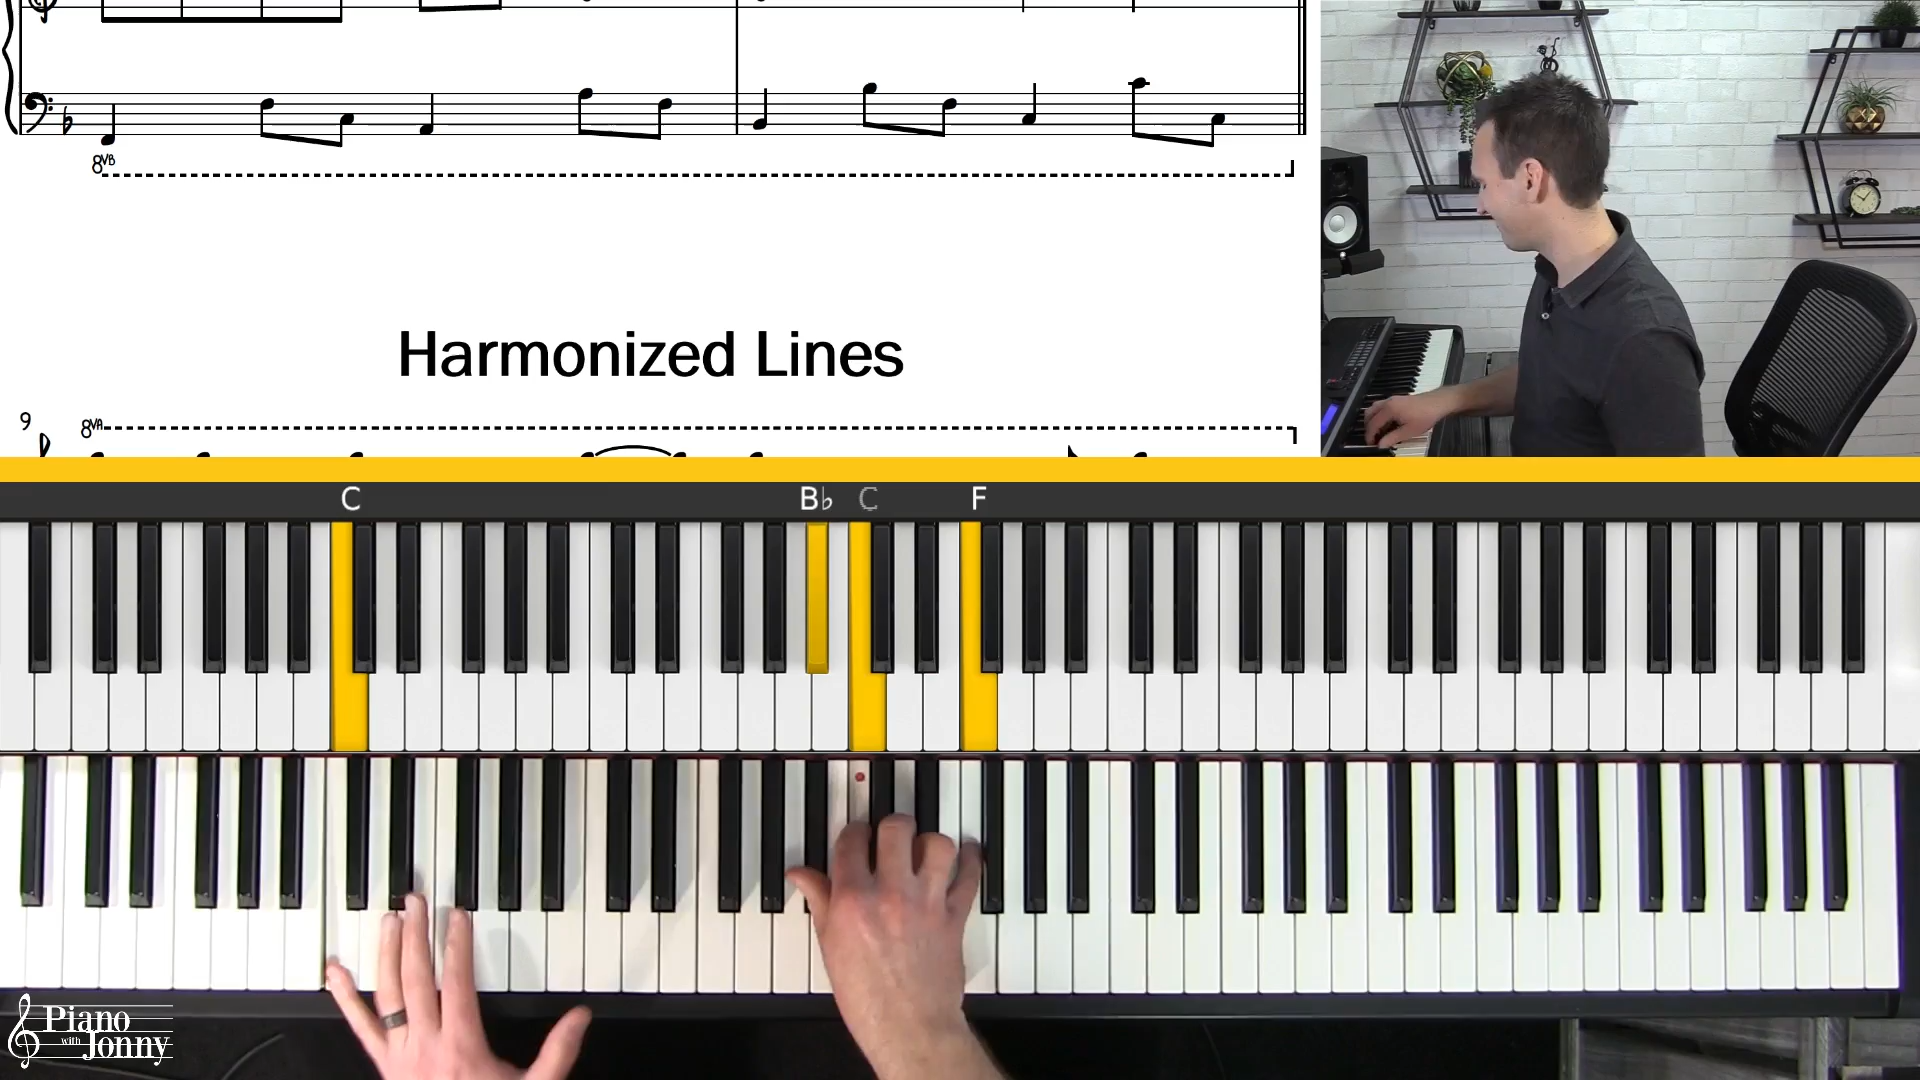 8VB
Harmonized Lines
9
8VA
C B♭ C F
Piano
with
Jonny